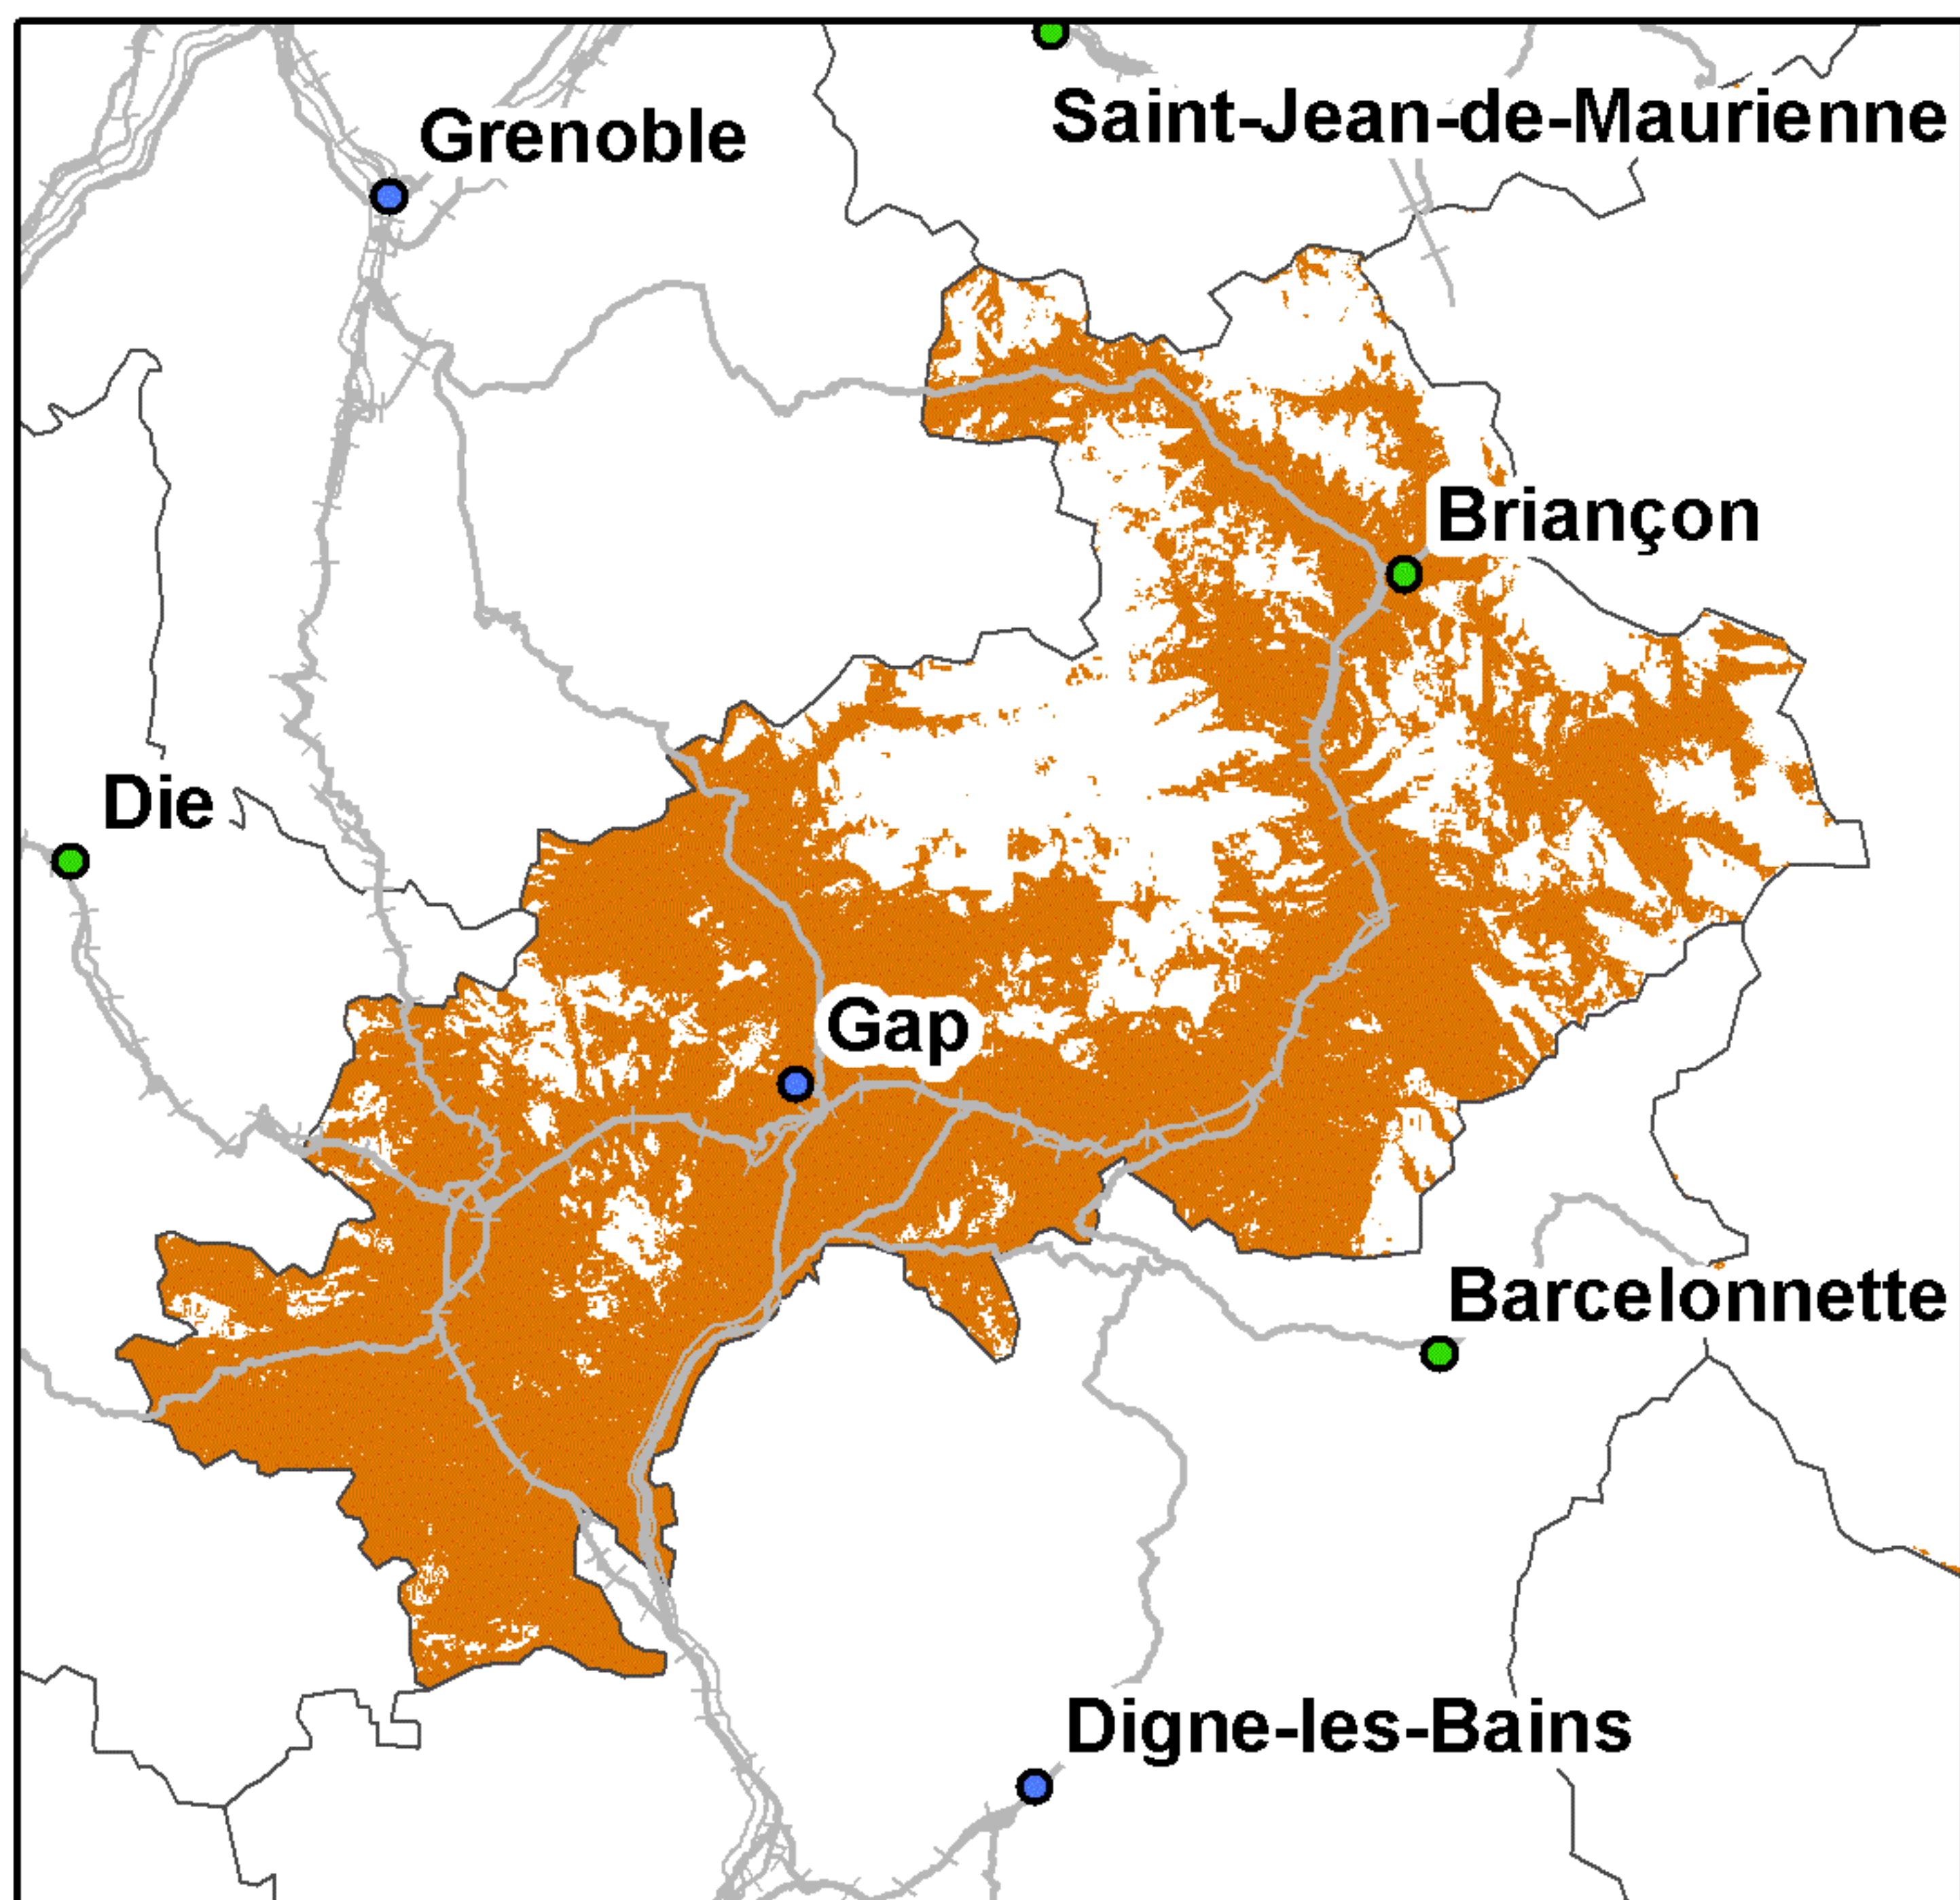 Saint-Jean-de-Maurienne
Grenoble
Briançon
Die
Gap
Barcelonnette
Digne-les-Bains